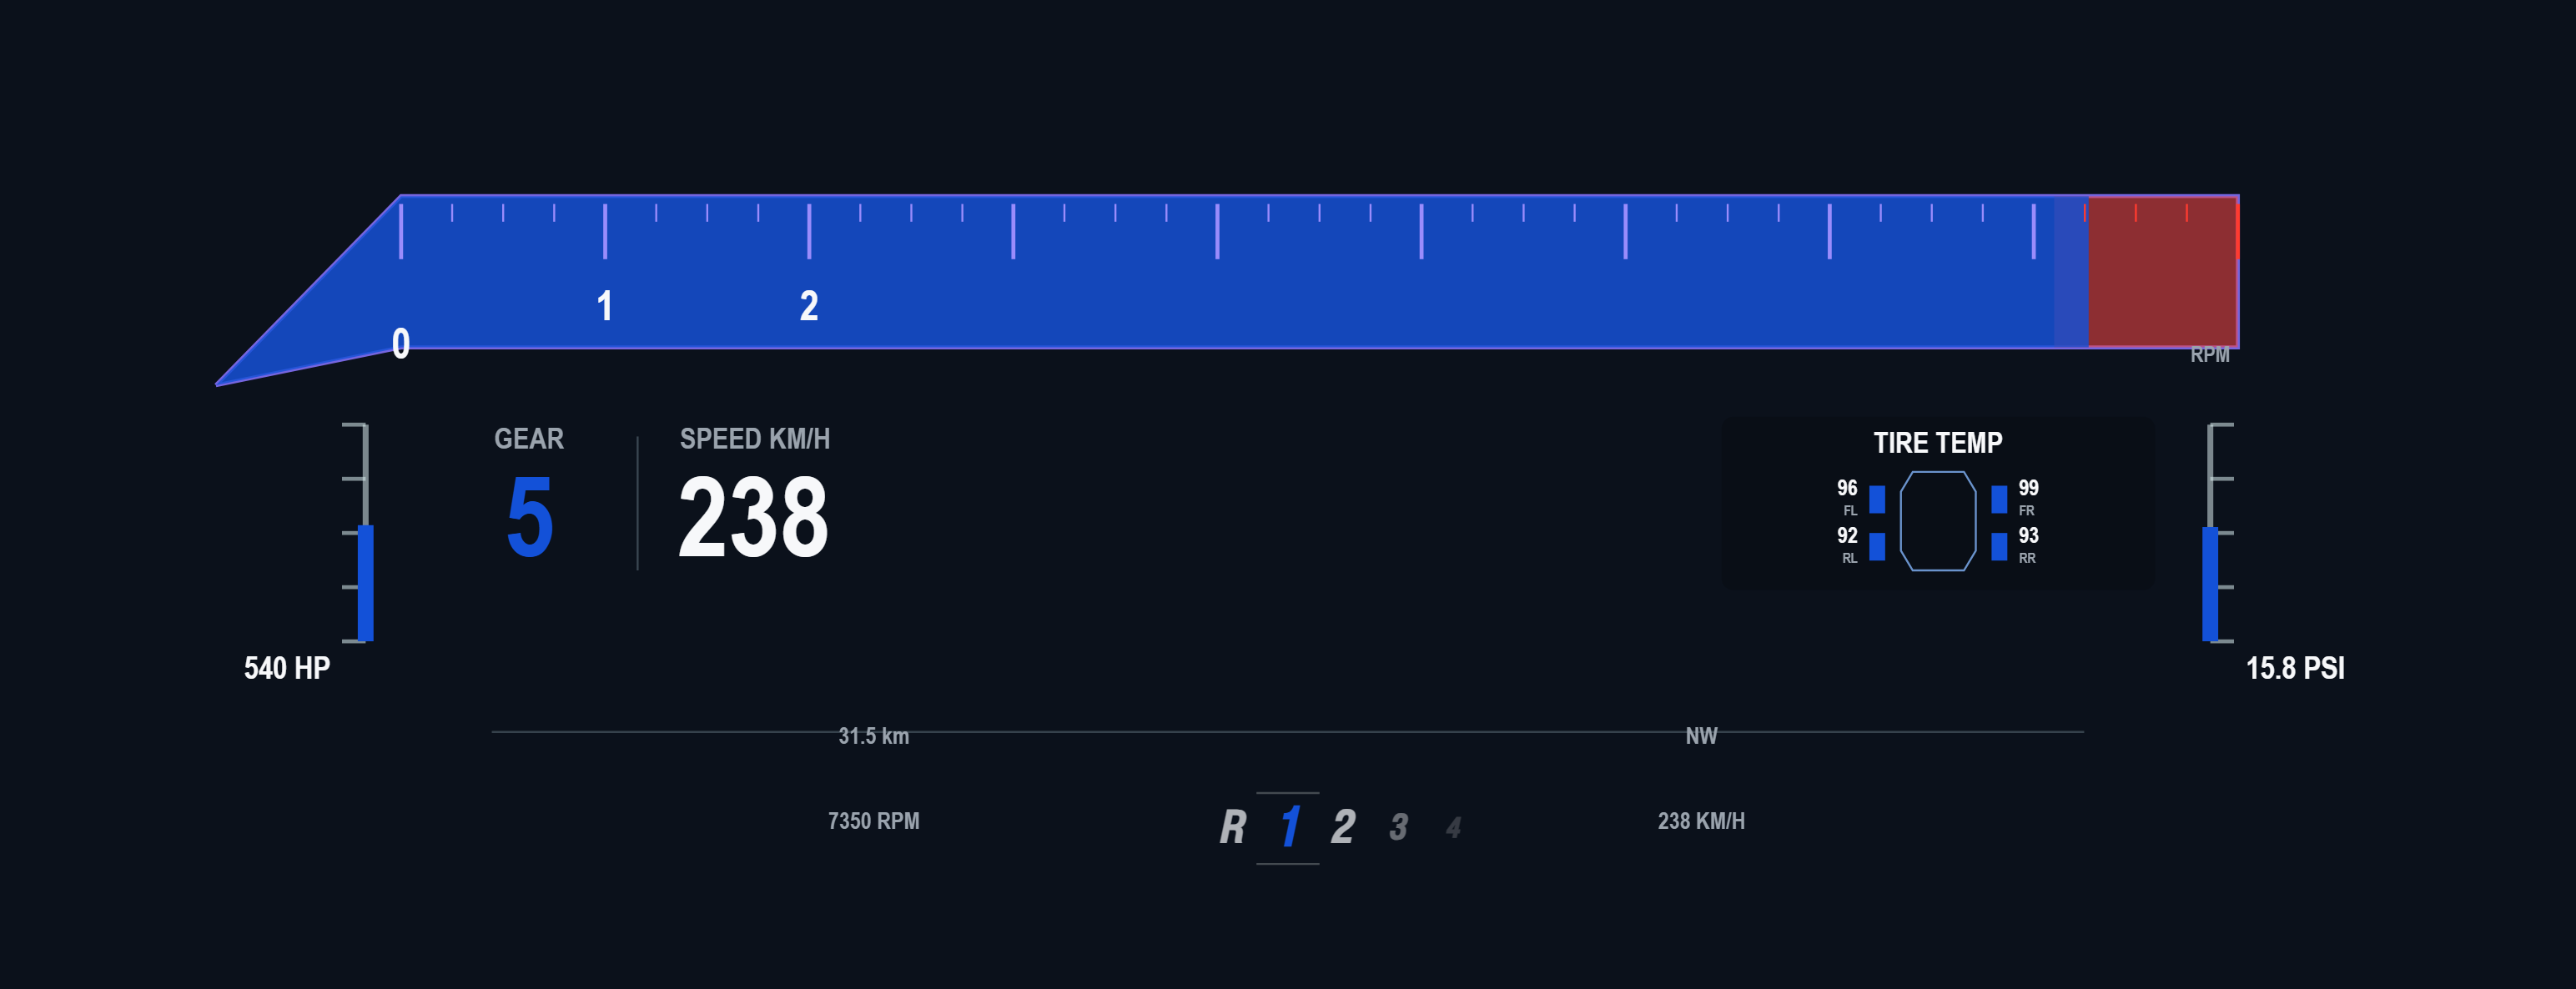 0 1 2
RPM
GEAR
5
SPEED KM/H
238
TIRE TEMP
96 FL
99 FR
92 RL
93 RR
540 HP
15.8 PSI
31.5 km
NW
7350 RPM
R 1 2 3 4
238 KM/H